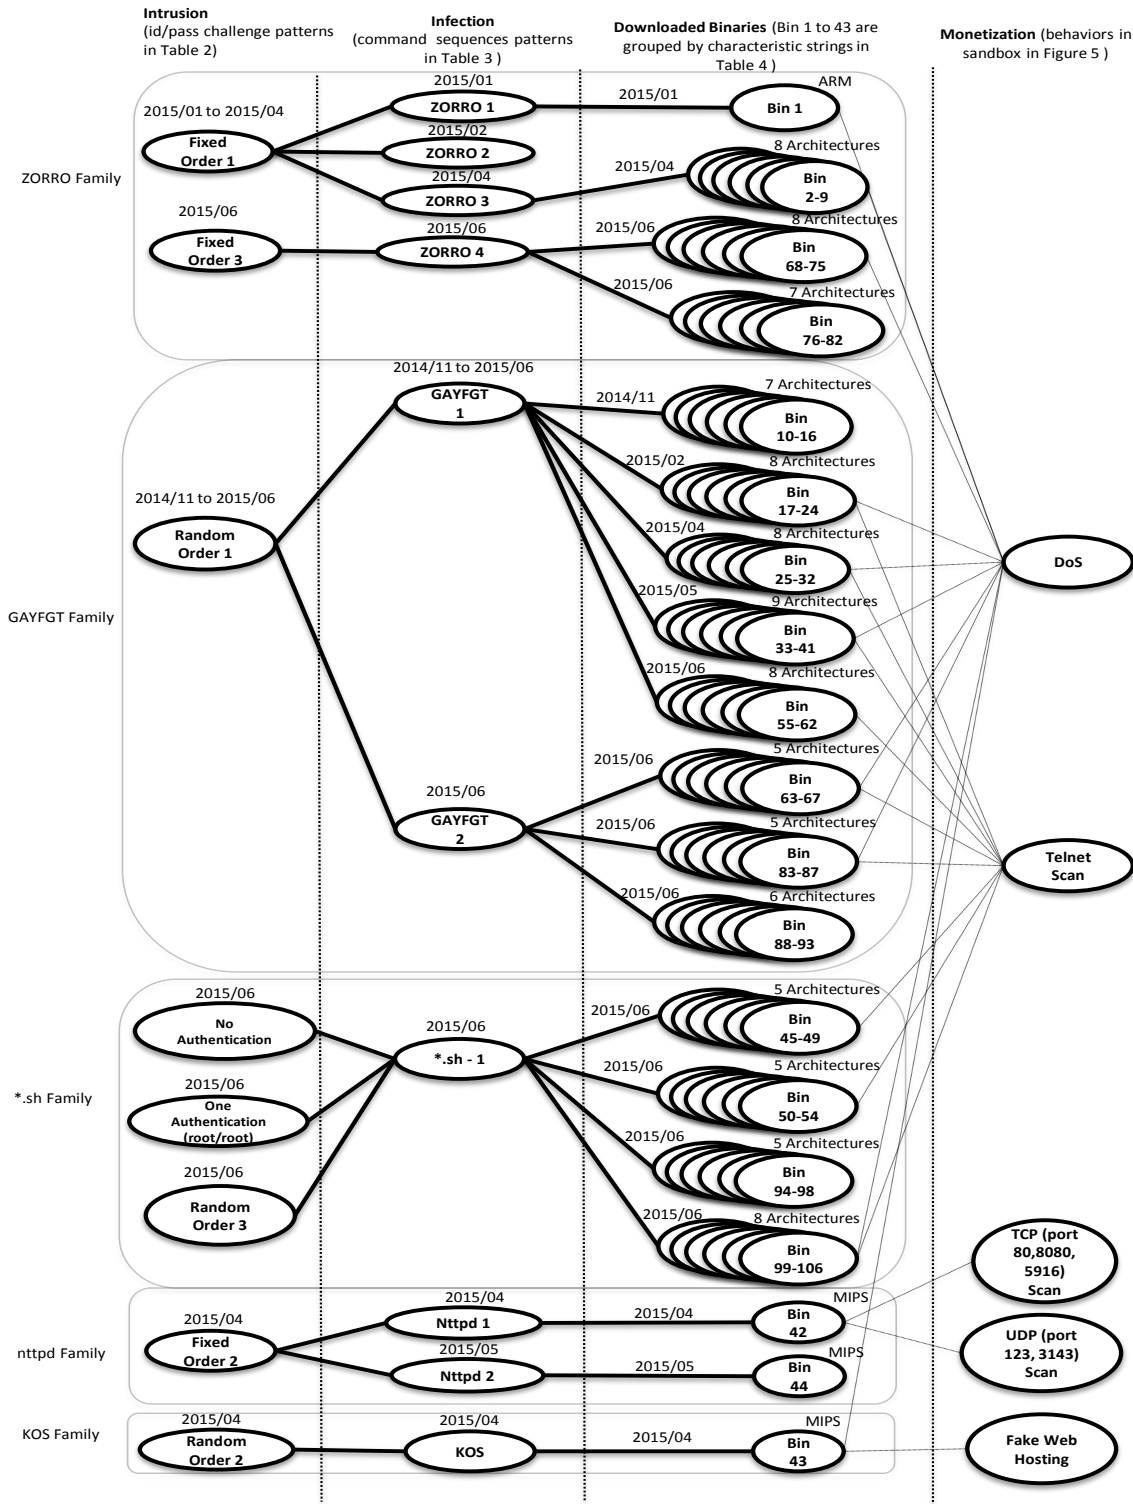 Intrusion
(id/pass challenge patterns
in Table 2)
Infection
(command sequences patterns
in Table 3 )
Downloaded Binaries (Bin 1 to 43 are
grouped by characteristic strings in
Table 4 )
Monetization (behaviors in
sandbox in Figure 5 )
ZORRO Family
2015/01 to 2015/04
Fixed
Order 1
2015/06
Fixed
Order 3
2015/01
ZORRO 1
2015/02
ZORRO 2
2015/04
ZORRO 3
2015/06
ZORRO 4
2015/01
ARM
Bin 1
2015/04
8 Architectures
Bin
2-9
2015/06
8 Architectures
Bin
68-75
2015/06
7 Architectures
Bin
76-82
GAYFGT Family
2014/11 to 2015/06
Random
Order 1
2014/11 to 2015/06
GAYFGT
1
2015/06
GAYFGT
2
2014/11
7 Architectures
Bin
10-16
2015/02
8 Architectures
Bin
17-24
2015/04
8 Architectures
Bin
25-32
2015/05
9 Architectures
Bin
33-41
2015/06
8 Architectures
Bin
55-62
2015/06
5 Architectures
Bin
63-67
2015/06
5 Architectures
Bin
83-87
2015/06
6 Architectures
Bin
88-93
DoS
Telnet
Scan
*.sh Family
2015/06
No
Authentication
2015/06
One
Authentication
(root/root)
2015/06
Random
Order 3
2015/06
*.sh - 1
2015/06
5 Architectures
Bin
45-49
2015/06
5 Architectures
Bin
50-54
2015/06
5 Architectures
Bin
94-98
2015/06
8 Architectures
Bin
99-106
TCP (port
80,8080,
5916)
Scan
nttpd Family
2015/04
Fixed
Order 2
2015/04
Nttpd 1
2015/05
Nttpd 2
2015/04
MIPS
Bin
42
2015/05
MIPS
Bin
44
UDP (port
123, 3143)
Scan
KOS Family
2015/04
Random
Order 2
2015/04
KOS
2015/04
MIPS
Bin
43
Fake Web
Hosting